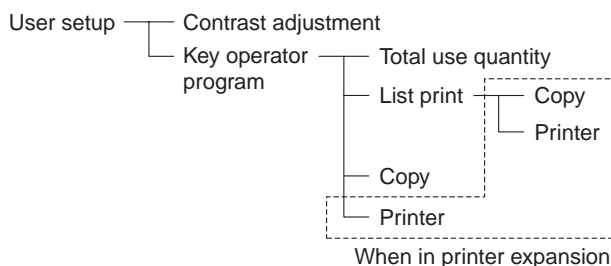 User setup
Contrast adjustment
Key operator
program
Total use quantity
List print
Copy
Printer
Copy
Printer
When in printer expansion